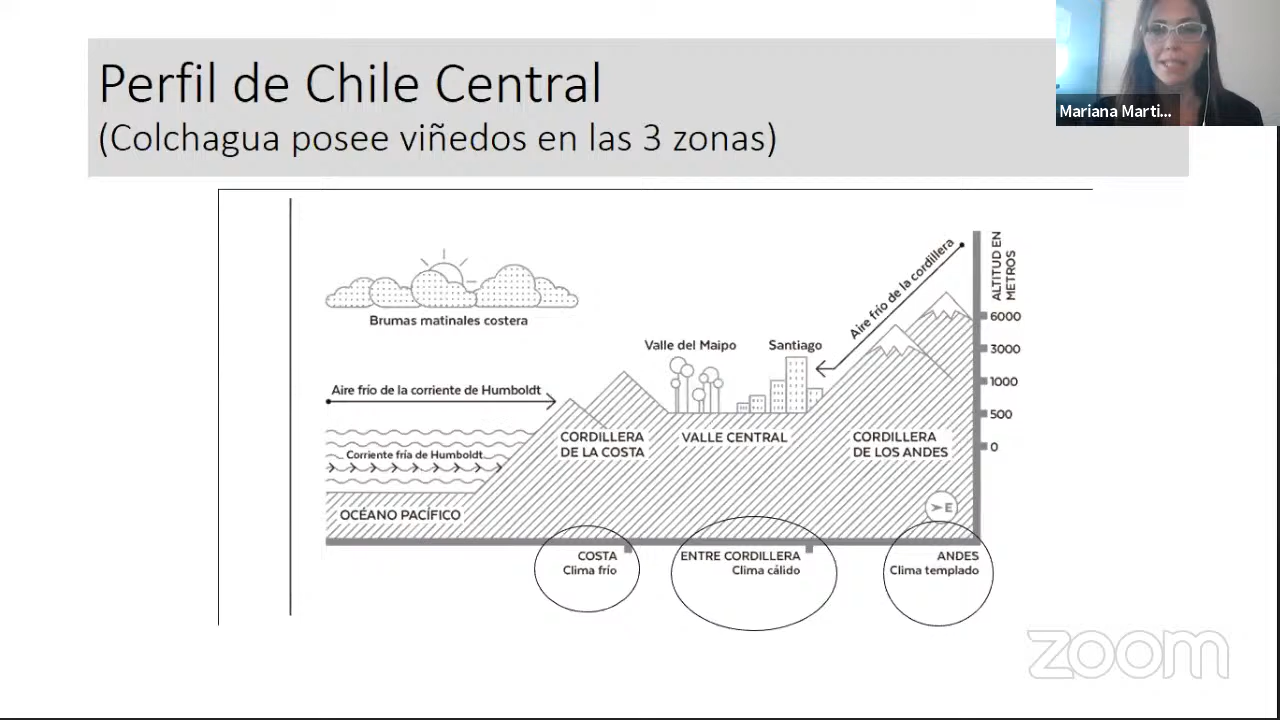 Perfil de Chile Central
(Colchagua posee viñedos en las 3 zonas)
Mariana Marti...
Brumas matinales costera
Aire frío de la corriente de Humboldt
Corriente fría de Humboldt
OCÉANO PACÍFICO
Valle del Maipo
Santiago
Aire frío de la cordillera
ALTITUD EN
METROS
6000
3000
1000
500
0
CORDILLERA
DE LA COSTA
VALLE CENTRAL
CORDILLERA
DE LOS ANDES
E
COSTA
Clima frío
ENTRE CORDILLERA
Clima cálido
ANDES
Clima templado
zoom